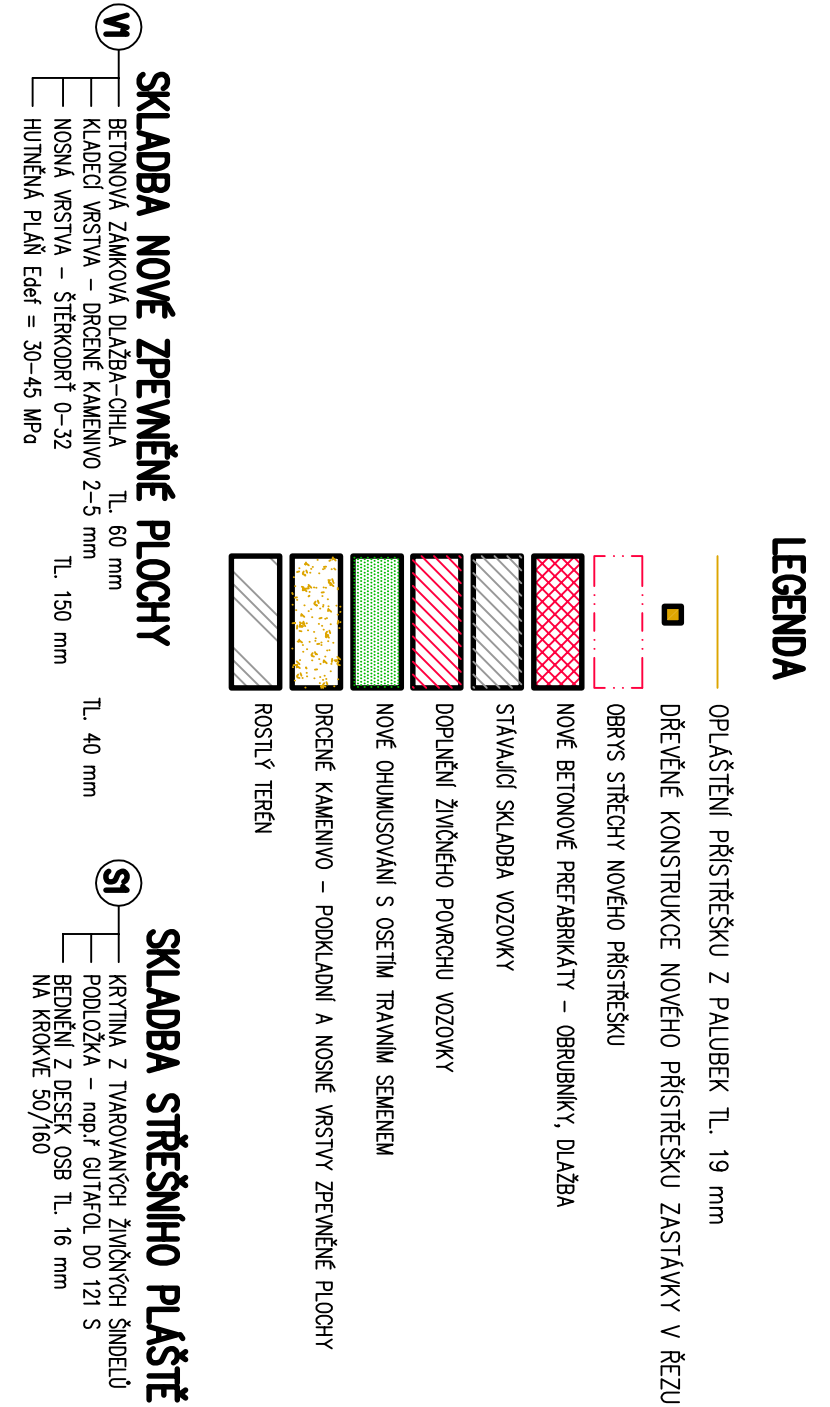 LEGENDA
OPLÁŠTĚNÍ PŘÍSTŘEŠKU Z PALUBEK TL. 19 mm
DŘEVĚNÉ KONSTRUKCE NOVÉHO PŘÍSTŘEŠKU ZASTÁVKY V ŘEZU
OBRYS STŘECHY NOVÉHO PŘÍSTŘEŠKU
NOVÉ BETONOVÉ PREFABRIKÁTY – OBRUBNÍKY, DLAŽBA
STÁVAJÍCÍ SKLADBA VOZOVKY
DOPLNĚNÍ ŽIVIČNÉHO POVRCHU VOZOVKY
NOVÉ OHUMUSOVÁNÍ S OSETÍM TRAVNÍM SEMENEM
DRCENÉ KAMENIVO – PODKLADNÍ A NOSNÉ VRSTVY ZPEVNĚNÉ PLOCHY
ROSTLÝ TERÉN
SKLADBA NOVÉ ZPEVNĚNÉ PLOCHY
V1
BETONOVÁ ZÁMKOVÁ DLAŽBA–CIHLA TL. 60 mm
KLADECÍ VRSTVA – DRCENÉ KAMENIVO 2–5 mm TL. 40 mm
NOSNÁ VRSTVA – ŠTĚRKODRŤ 0–32 TL. 150 mm
HUTNĚNÁ PLÁŇ Edef = 30–45 MPa
SKLADBA STŘEŠNÍHO PLÁŠTĚ
S1
KRYTINA Z TVAROVANÝCH ŽIVIČNÝCH ŠINDELŮ
PODLOŽKA – nap.ř GUTAFOL DO 121 S
BEDNĚNÍ Z DESEK OSB TL. 16 mm
NA KROKVE 50/160